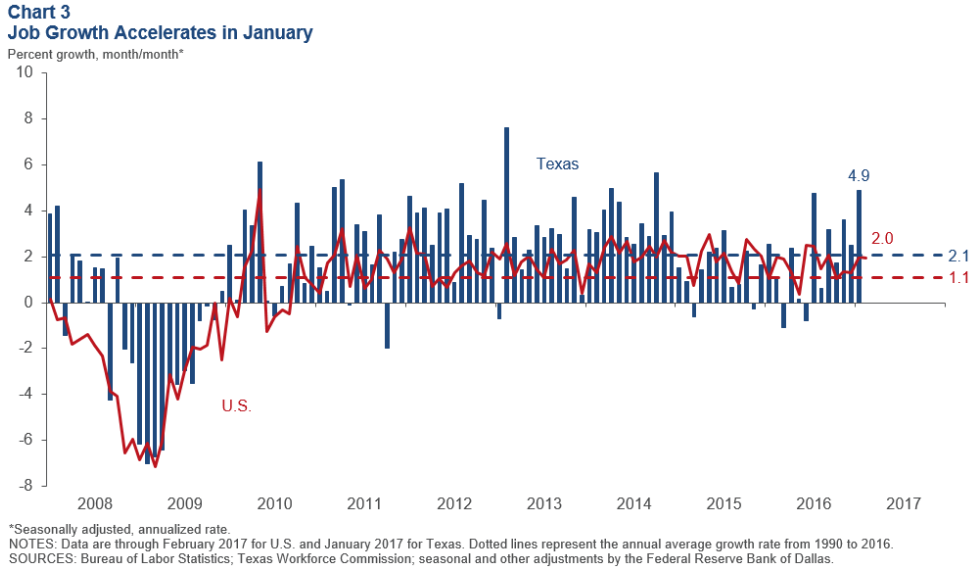 Chart 3
Job Growth Accelerates in January
Percent growth, month/month*
10
8
6
4
2
0
-2
-4
-6
-8
Texas
4.9
2.0
2.1
1.1
U.S.
2008 2009 2010 2011 2012 2013 2014 2015 2016 2017
*Seasonally adjusted, annualized rate.
NOTES: Data are through February 2017 for U.S. and January 2017 for Texas. Dotted lines represent the annual average growth rate from 1990 to 2016.
SOURCES: Bureau of Labor Statistics; Texas Workforce Commission; seasonal and other adjustments by the Federal Reserve Bank of Dallas.